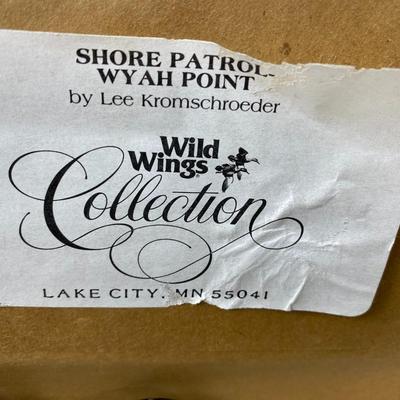 SHORE PATROL-
WYAH POINT
by Lee Kromschroeder
Wild
Wings®
Collection
LAKE CITY, MN 55041